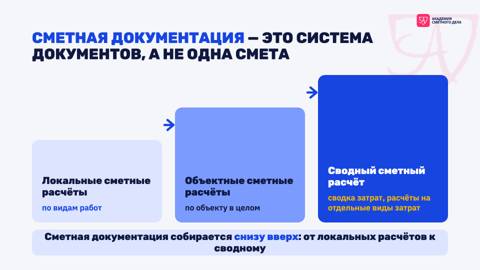 АКАДЕМИЯ
СМЕТНОГО ДЕЛА
СМЕТНАЯ ДОКУМЕНТАЦИЯ — ЭТО СИСТЕМА
ДОКУМЕНТОВ, А НЕ ОДНА СМЕТА
Локальные сметные
расчёты
по видам работ
Объектные сметные
расчёты
по объекту в целом
Сводный сметный
расчёт
сводка затрат, расчёты на
отдельные виды затрат
Сметная документация собирается снизу вверх: от локальных расчётов к
сводному